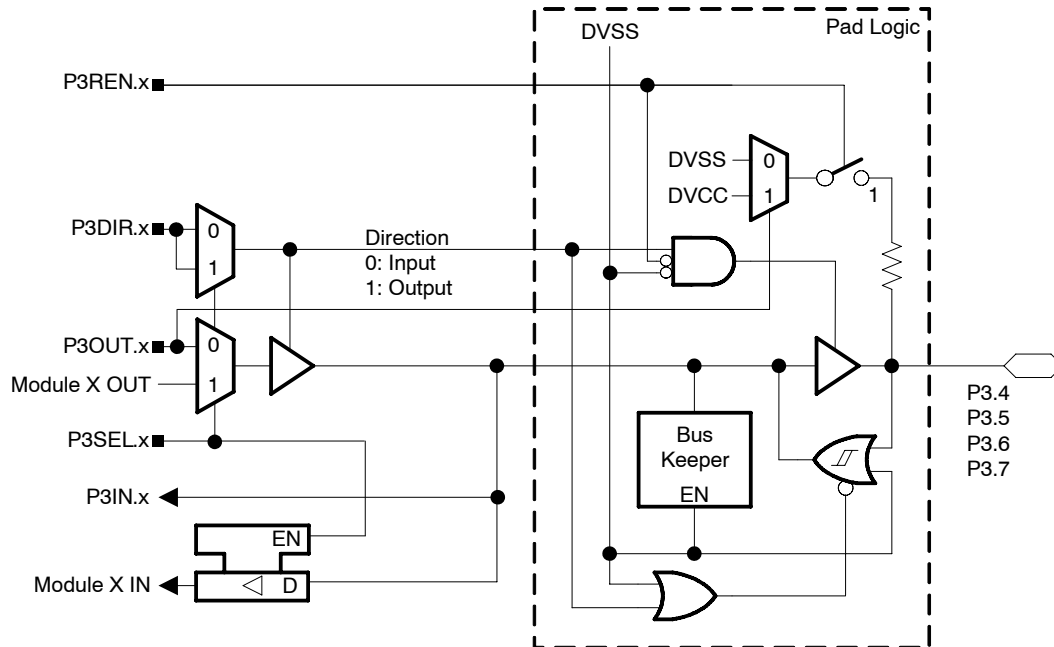 DVSS
Pad Logic
P3REN.x
DVSS
0
DVCC
1
1
P3DIR.x
0
1
Direction
0: Input
1: Output
P3OUT.x
0
Module X OUT
1
P3.4
P3.5
P3.6
P3.7
P3SEL.x
Bus
Keeper
EN
P3IN.x
EN
Module X IN
D